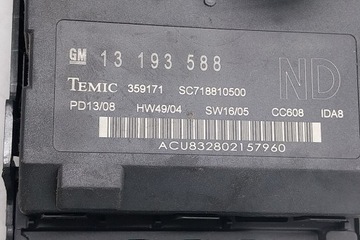 GM 13 193 588
ND
TEMIC 359171 SC718810500
PD13/08 HW49/04 SW16/05 CC608 IDA8
ACU832802157960